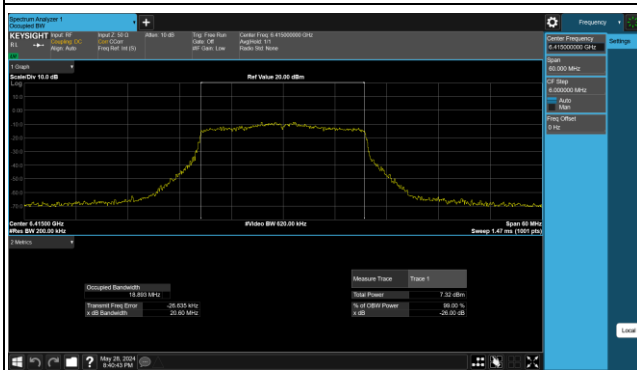 Spectrum Analyzer 1
Occupied BW
+
Frequency
KEYSIGHT
RL
Input: RF
Coupling: DC
Align: Auto
Input Z: 50 Ω
Corr CCorr
Freq Ref: Int (S)
Atten: 10 dB
Trig: Free Run
Gate: Off
#IF Gain: Low
Center Freq: 6.415000000 GHz
Avg|Hold: 1/1
Radio Std: None
Center Frequency
6.415000000 GHz
Settings
Span
60.000 MHz
CF Step
6.000000 MHz
Auto
Man
Freq Offset
0 Hz
1 Graph
Scale/Div 10.0 dB
Ref Value 20.00 dBm
Log
10.0
0.00
Center 6.41500 GHz
#Res BW 200.00 kHz
#Video BW 620.00 kHz
Span 60 MHz
Sweep 1.47 ms (1001 pts)
2 Metrics
Measure Trace
Trace 1
Occupied Bandwidth
Total Power
7.32 dBm
Transmit Freq Error
-26.635 kHz
% of OBW Power
99.00 %
x dB Bandwidth
20.60 MHz
x dB
-26.00 dB
Local
?
May 28, 2024
8:40:43 PM